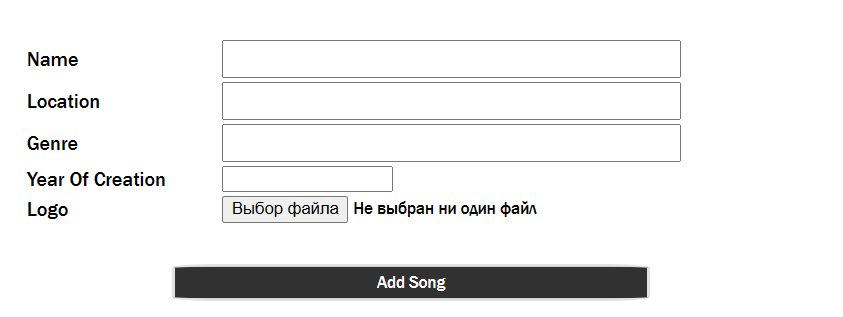 Name
Location
Genre
Year Of Creation
Logo Выбор файла Не выбран ни один файл
Add Song